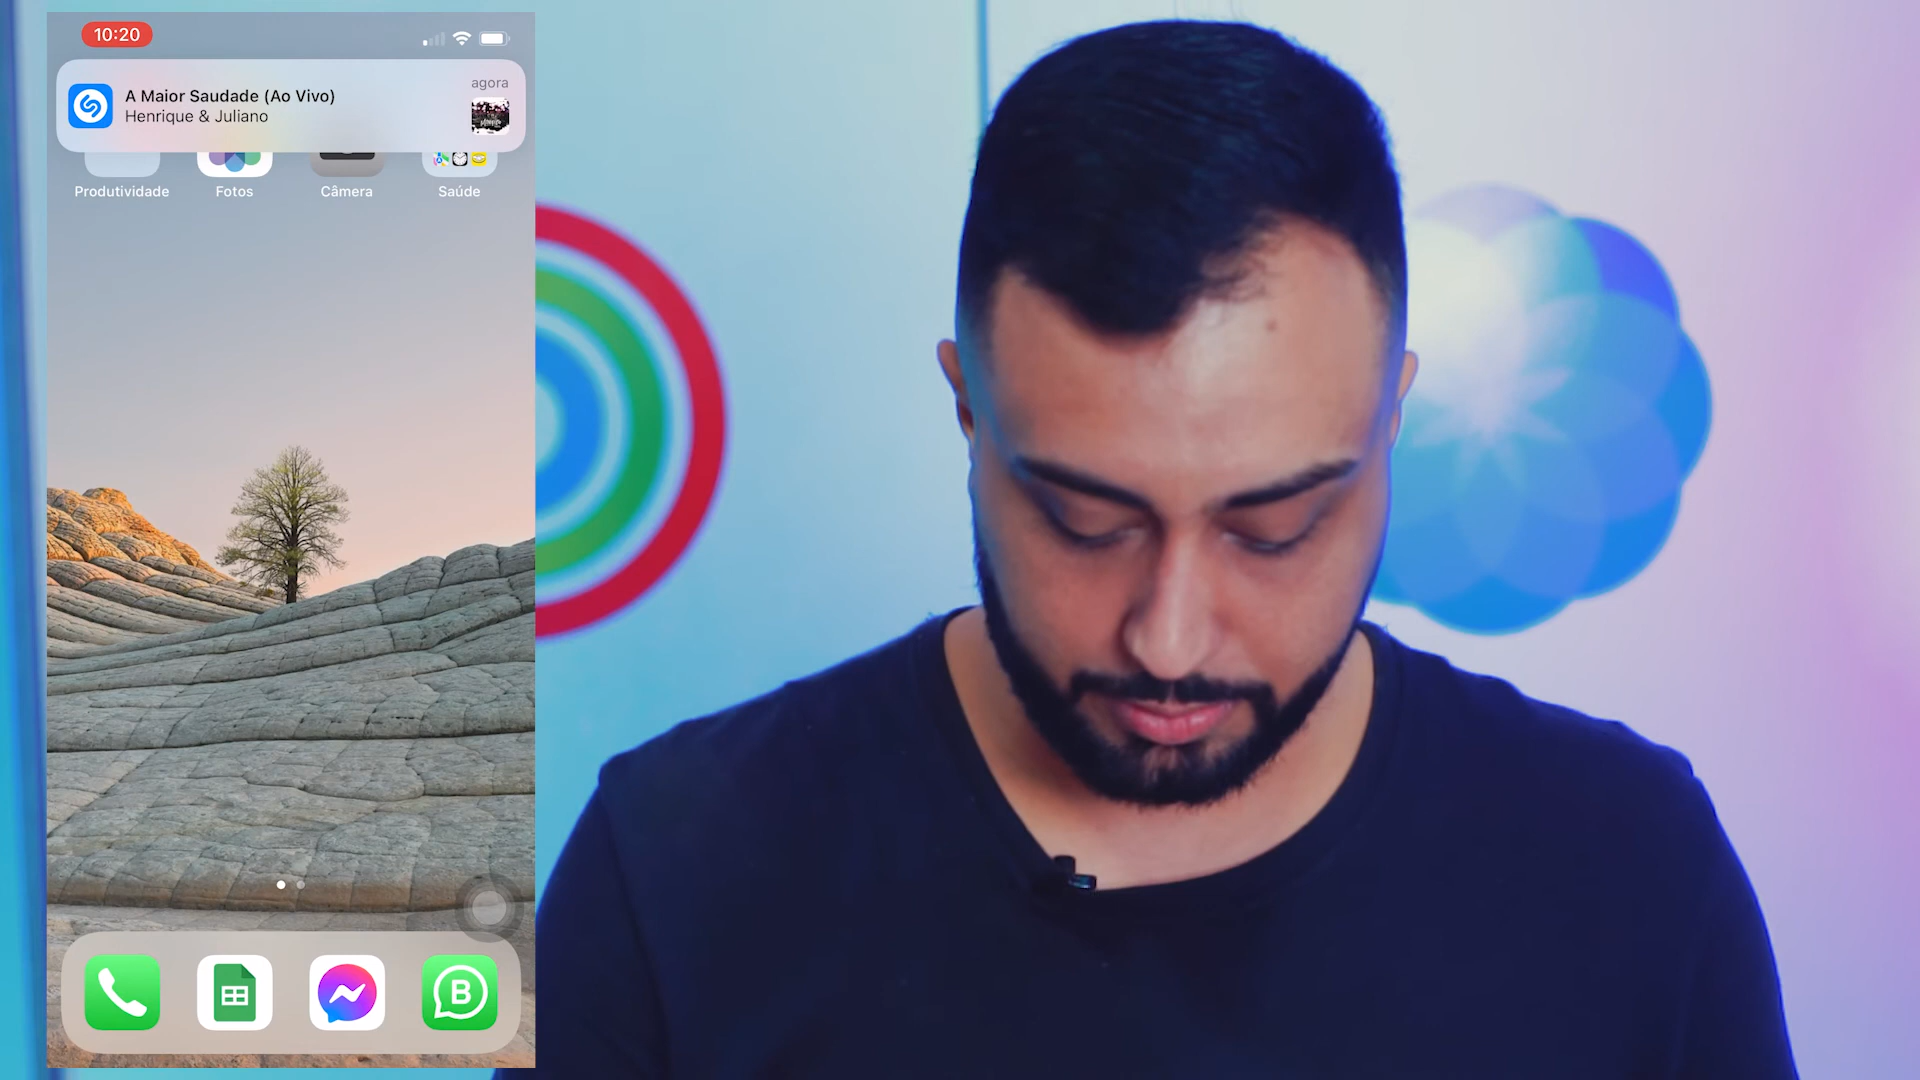 10:20
A Maior Saudade (Ao Vivo)
agora
Henrique & Juliano
Produtividade
Fotos
Câmera
Saúde
B